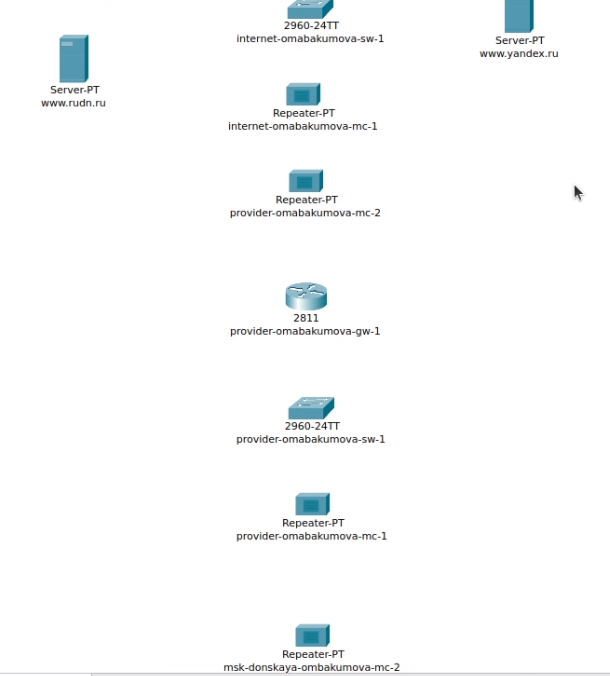 2960-24TT
internet-omabakumova-sw-1
Server-PT
www.yandex.ru
Server-PT
www.rudn.ru
Repeater-PT
internet-omabakumova-mc-1
Repeater-PT
provider-omabakumova-mc-2
2811
provider-omabakumova-gw-1
2960-24TT
provider-omabakumova-sw-1
Repeater-PT
provider-omabakumova-mc-1
Repeater-PT
msk-donskaya-ombakumova-mc-2